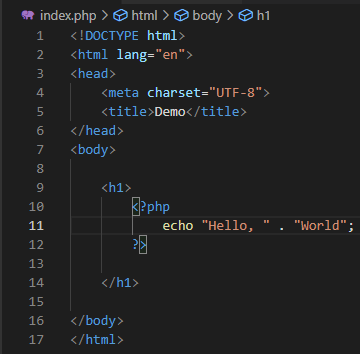 index.php > html > body > h1
1 <!DOCTYPE html>
2 <html lang="en">
3 <head>
4     <meta charset="UTF-8">
5     <title>Demo</title>
6 </head>
7 <body>
8
9     <h1>
10         <?php
11             echo "Hello, " . "World";
12         ?>
13
14     </h1>
15
16 </body>
17 </html>